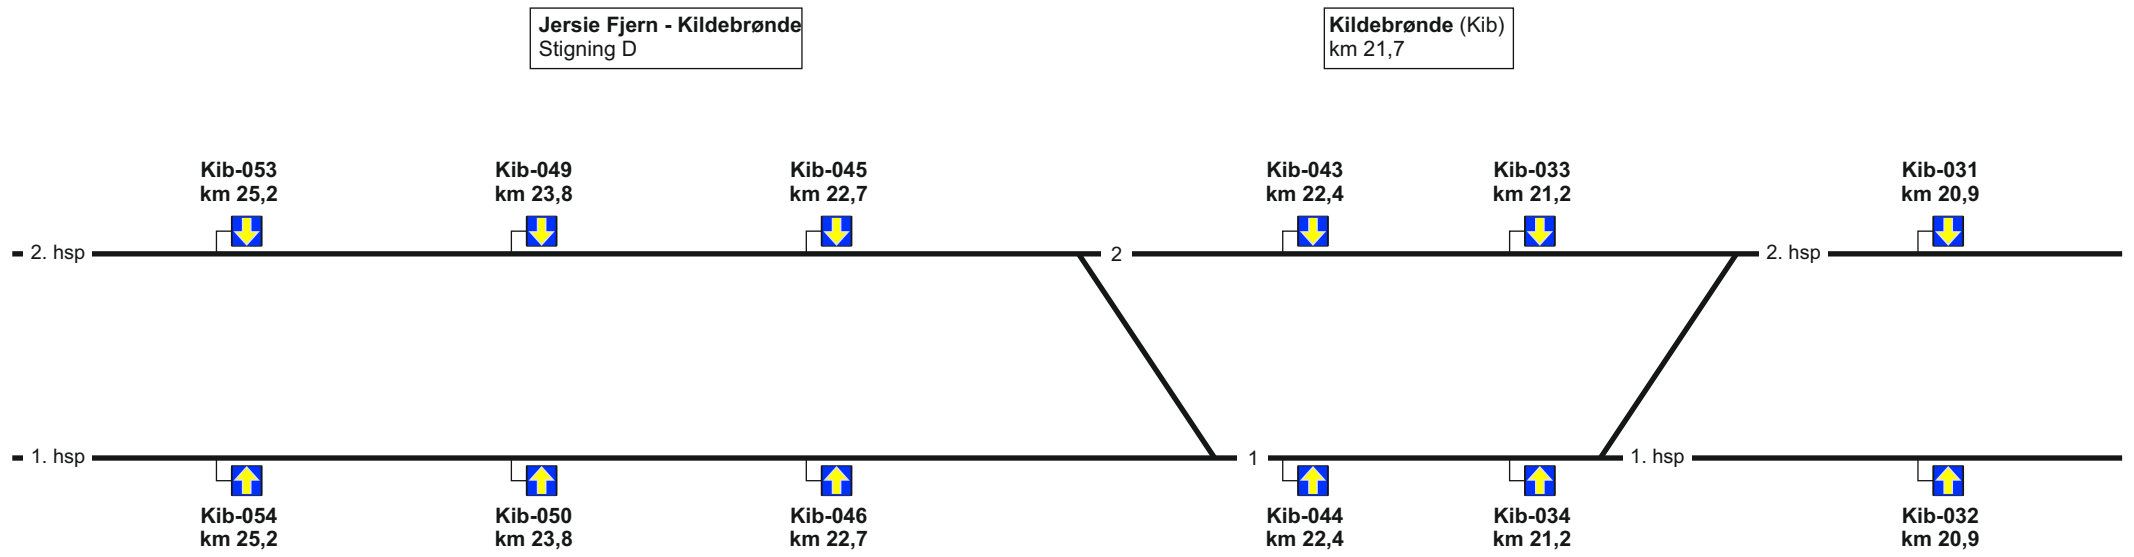 Jersie Fjern - Kildebrønde
Stigning D
Kildebrønde (Kib)
km 21,7
Kib-053
km 25,2
Kib-049
km 23,8
Kib-045
km 22,7
Kib-043
km 22,4
Kib-033
km 21,2
Kib-031
km 20,9
2. hsp
2
2. hsp
1. hsp
1
1. hsp
Kib-054
km 25,2
Kib-050
km 23,8
Kib-046
km 22,7
Kib-044
km 22,4
Kib-034
km 21,2
Kib-032
km 20,9